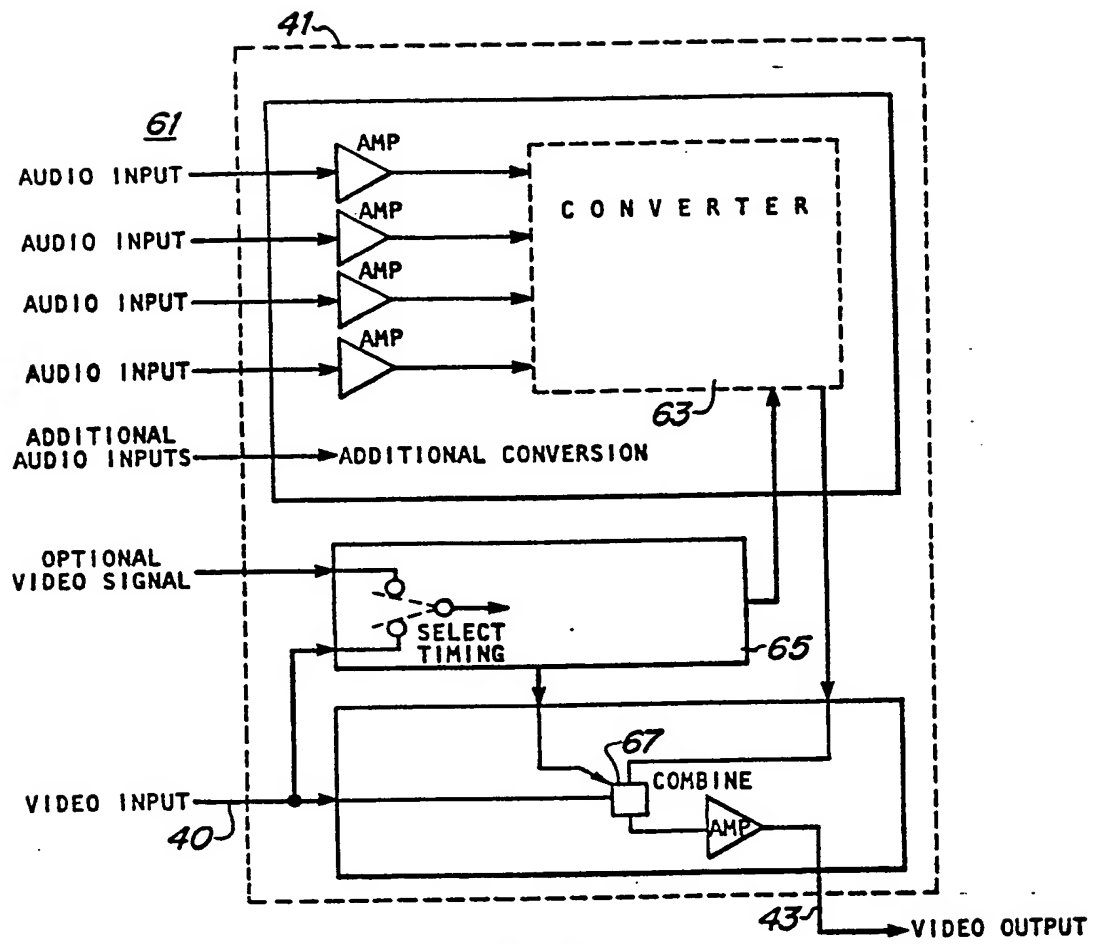 41
61
AMP
AUDIO INPUT
AMP
CONVERTER
AUDIO INPUT
AMP
AUDIO INPUT
AMP
AUDIO INPUT
63
ADDITIONAL
AUDIO INPUTS
ADDITIONAL CONVERSION
OPTIONAL
VIDEO SIGNAL
SELECT
TIMING
65
67
COMBINE
VIDEO INPUT
AMP
40
43
VIDEO OUTPUT